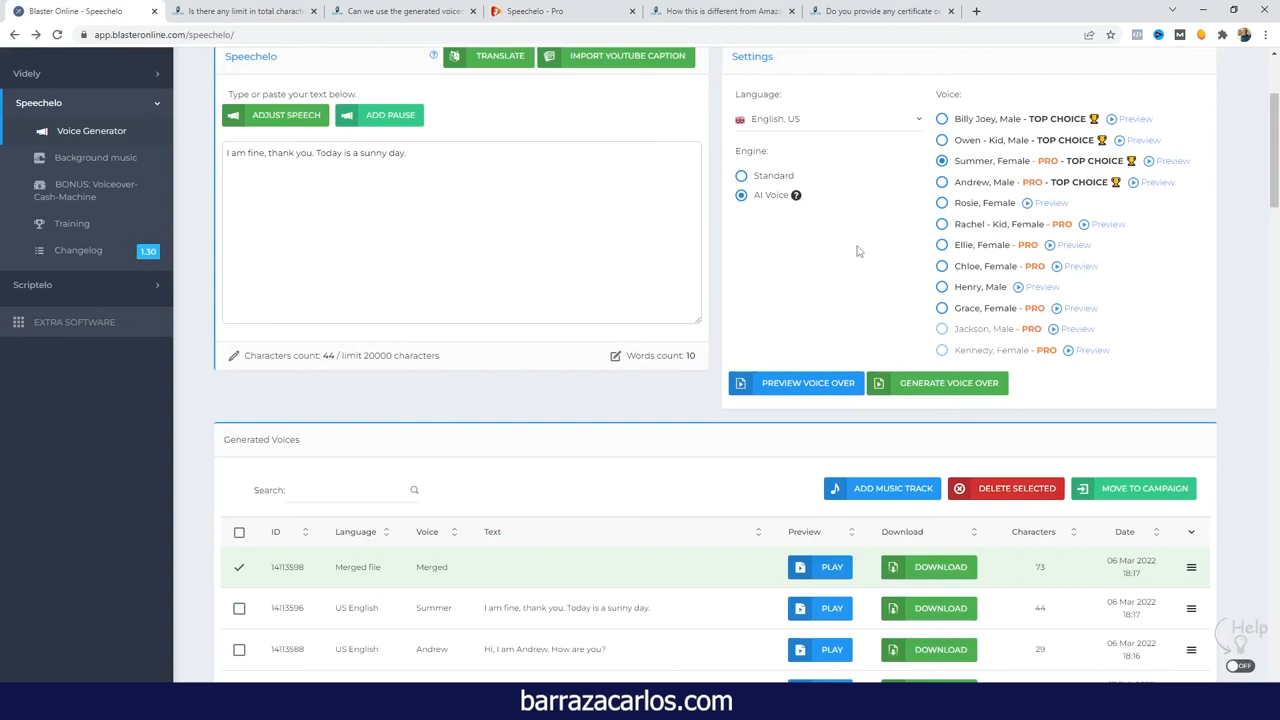 Blaster Online - Speechelo
Is there any limit in total characte
Can we use the generated voice
Speechelo - Pro
How this is different from Amazo
Do you provide any certificate o
app.blasteronline.com/speechelo/
Videly
Speechelo
Voice Generator
Background music
BONUS: Voiceover-
Cash-Machine
Training
Changelog
1.30
Scriptelo
EXTRA SOFTWARE
Speechelo
TRANSLATE
IMPORT YOUTUBE CAPTION
Type or paste your text below.
ADJUST SPEECH
ADD PAUSE
I am fine, thank you. Today is a sunny day.
Characters count: 44 / limit 20000 characters
Words count: 10
Settings
Language:
English, US
Engine:
Standard
AI Voice ?
Voice:
Billy Joey, Male - TOP CHOICE Preview
Owen - Kid, Male - TOP CHOICE Preview
Summer, Female - PRO - TOP CHOICE Preview
Andrew, Male - PRO - TOP CHOICE Preview
Rosie, Female Preview
Rachel - Kid, Female - PRO Preview
Ellie, Female - PRO Preview
Chloe, Female - PRO Preview
Henry, Male Preview
Grace, Female - PRO Preview
Jackson, Male - PRO Preview
Kennedy, Female - PRO Preview
PREVIEW VOICE OVER
GENERATE VOICE OVER
Generated Voices
Search:
ADD MUSIC TRACK
DELETE SELECTED
MOVE TO CAMPAIGN
ID Language Voice Text Preview Download Characters Date
14113598 Merged file Merged PLAY DOWNLOAD 73 06 Mar 2022
18:17
14113596 US English Summer I am fine, thank you. Today is a sunny day. PLAY DOWNLOAD 44 06 Mar 2022
18:17
14113588 US English Andrew Hi, I am Andrew. How are you? PLAY DOWNLOAD 29 06 Mar 2022
18:16
Help
OFF
barrazacarlos.com